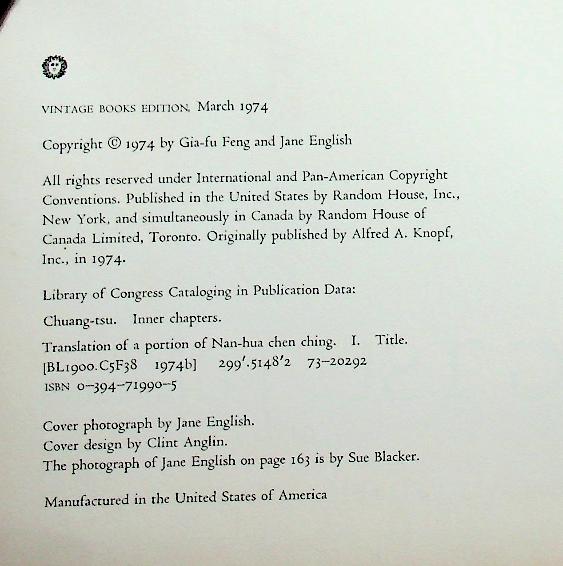 VINTAGE BOOKS EDITION, March 1974
Copyright © 1974 by Gia-fu Feng and Jane English
All rights reserved under International and Pan-American Copyright
Conventions. Published in the United States by Random House, Inc.,
New York, and simultaneously in Canada by Random House of
Canada Limited, Toronto. Originally published by Alfred A. Knopf,
Inc., in 1974.
Library of Congress Cataloging in Publication Data:
Chuang-tsu. Inner chapters.
Translation of a portion of Nan-hua chen ching. I. Title.
[BL1900.C5F38 1974b] 299'.5148'2 73–20292
ISBN 0–394–71990–5
Cover photograph by Jane English.
Cover design by Clint Anglin.
The photograph of Jane English on page 163 is by Sue Blacker.
Manufactured in the United States of America